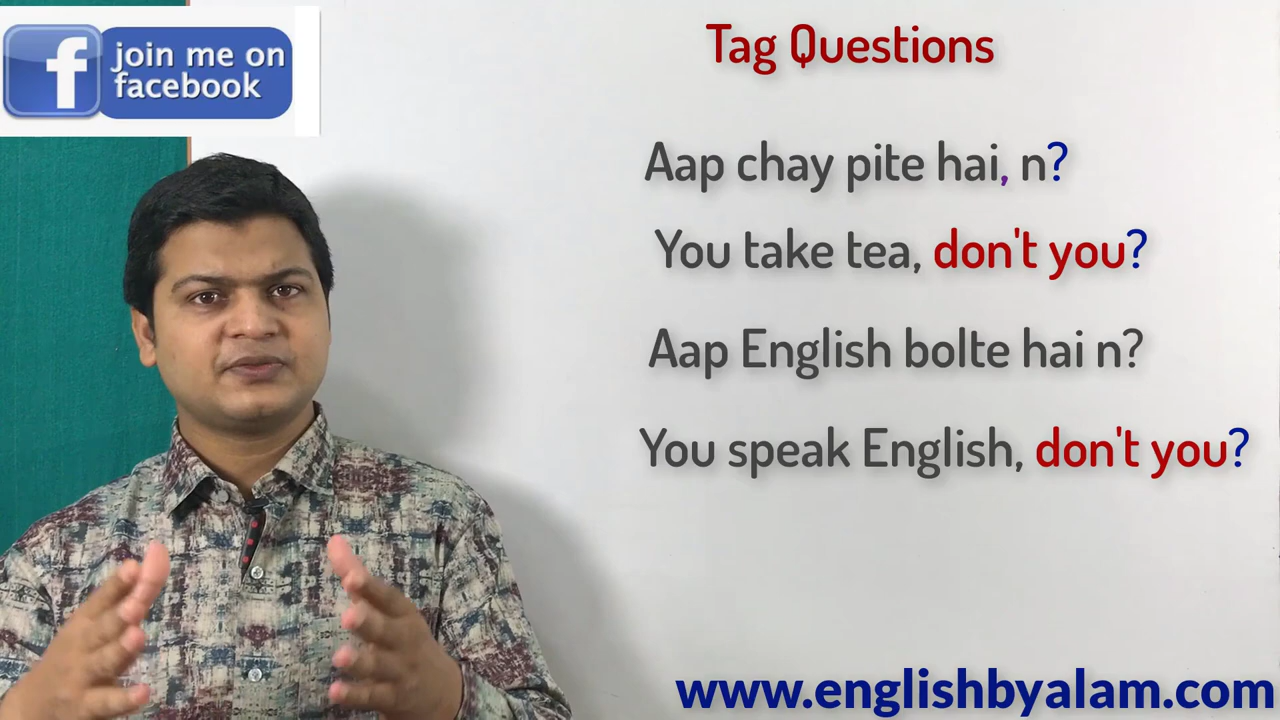 join me on
facebook
Tag Questions
Aap chay pite hai, n?
You take tea, don't you?
Aap English bolte hai n?
You speak English, don't you?
www.englishbyalam.com